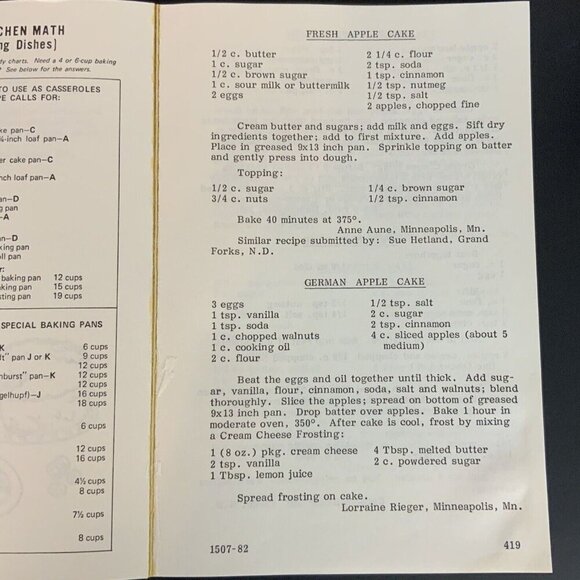 CHEN MATH
ng Dishes)
dy charts. Need a 4 or 6-cup baking
? See below for the answers.
TO USE AS CASSEROLES
PE CALLS FOR:
ke pan—C
¾-inch loaf pan—A
er cake pan—C
nch loaf pan—A
an—D
g pan
—A
an—D
king pan
oll pan
r:
baking pan 12 cups
aking pan 15 cups
sting pan 19 cups
SPECIAL BAKING PANS
K 6 cups
ft" pan J or K 9 cups
12 cups
12 cups
nburst" pan—K 12 cups
12 cups
gelhupf)—J 16 cups
18 cups
6 cups
12 cups
16 cups
4½ cups
8 cups
7½ cups
8 cups
FRESH APPLE CAKE
1/2 c. butter 2 1/4 c. flour
1 c. sugar 2 tsp. soda
1/2 c. brown sugar 1 tsp. cinnamon
1 c. sour milk or buttermilk 1/2 tsp. nutmeg
2 eggs 1/2 tsp. salt
2 apples, chopped fine
Cream butter and sugars; add milk and eggs. Sift dry
ingredients together; add to first mixture. Add apples.
Place in greased 9x13 inch pan. Sprinkle topping on batter
and gently press into dough.
Topping:
1/2 c. sugar 1/4 c. brown sugar
3/4 c. nuts 1/2 tsp. cinnamon
Bake 40 minutes at 375°.
Anne Aune, Minneapolis, Mn.
Similar recipe submitted by: Sue Hetland, Grand
Forks, N.D.
GERMAN APPLE CAKE
3 eggs 1/2 tsp. salt
1 tsp. vanilla 2 c. sugar
1 tsp. soda 2 tsp. cinnamon
1 c. chopped walnuts 4 c. sliced apples (about 5
1 c. cooking oil medium)
2 c. flour
Beat the eggs and oil together until thick. Add sug-
ar, vanilla, flour, cinnamon, soda, salt and walnuts; blend
thoroughly. Slice the apples; spread on bottom of greased
9x13 inch pan. Drop batter over apples. Bake 1 hour in
moderate oven, 350°. After cake is cool, frost by mixing
a Cream Cheese Frosting:
1 (8 oz.) pkg. cream cheese 4 Tbsp. melted butter
2 tsp. vanilla 2 c. powdered sugar
1 Tbsp. lemon juice
Spread frosting on cake.
Lorraine Rieger, Minneapolis, Mn.
1507-82 419